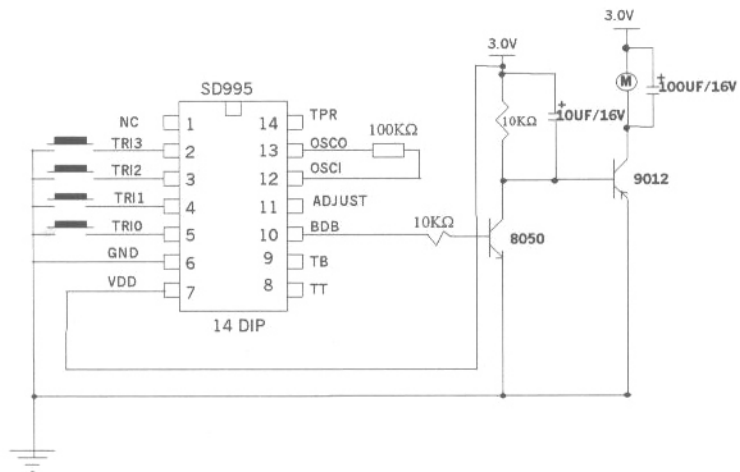 3.0V
3.0V
SD995
M
100UF/16V
NC
1
14
TPR
100KΩ
10KΩ
10UF/16V
TRI3
2
13
OSCO
TRI2
3
12
OSCI
9012
TRI1
4
11
ADJUST
TRI0
5
10
BDB
10KΩ
8050
GND
6
9
TB
VDD
7
8
TT
14 DIP